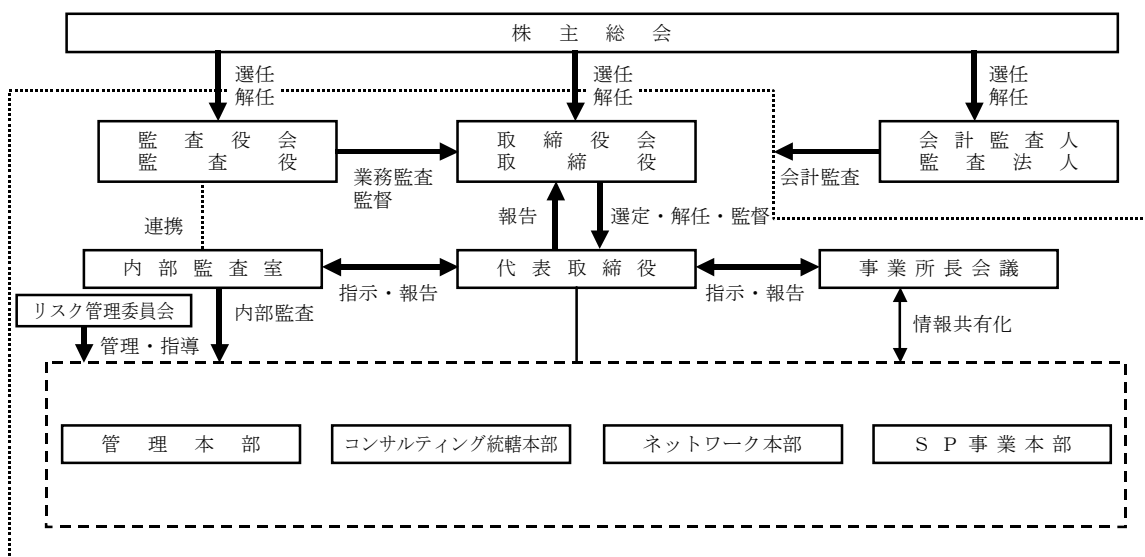 株主総会
選任
解任
選任
解任
選任
解任
監査役会
監査役
取締役会
取締役
会計監査人
監査法人
業務監査
監督
会計監査
連携
報告
選定・解任・監督
内部監査室
代表取締役
事業所長会議
指示・報告
指示・報告
リスク管理委員会
内部監査
情報共有化
管理・指導
管理本部
コンサルティング統轄本部
ネットワーク本部
ＳＰ事業本部